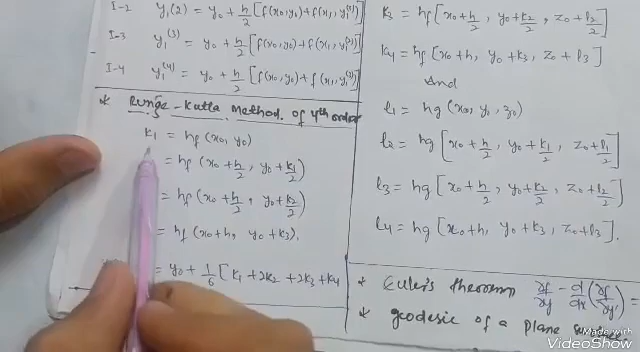 I-2 y₁(2) = y₀ + h/2 [f(x₀,y₀) + f(x₁, y₁⁽¹⁾)]
I-3 y₁⁽³⁾ = y₀ + h/2 [f(x₀,y₀) + f(x₁, y₁⁽²⁾)]
I-4 y₁⁽⁴⁾ = y₀ + h/2 [f(x₀,y₀) + f(x₁, y₁⁽³⁾)]
* Runge-Kutta Method of 4th order
k₁ = hf(x₀, y₀)
= hf(x₀+h/2, y₀+k₁/2)
= hf(x₀+h/2, y₀+k₂/2)
= hf(x₀+h, y₀+k₃).
= y₀ + 1/6 [k₁ + 2k₂ + 2k₃ + k₄
k₃ = hf[x₀+h/2, y₀+k₂/2, z₀+l₂/2]
k₄ = hf[x₀+h, y₀+k₃, z₀+l₃]
And
l₁ = hg(x₀, y₀, z₀)
l₂ = hg[x₀+h/2, y₀+k₁/2, z₀+l₁/2]
l₃ = hg[x₀+h/2, y₀+k₂/2, z₀+l₂/2]
l₄ = hg[x₀+h, y₀+k₃, z₀+l₃].
* Euler's theorem ∂f/∂y - d/dx(∂f/∂y') =
* geodesic of a plane
Made with
VideoShow